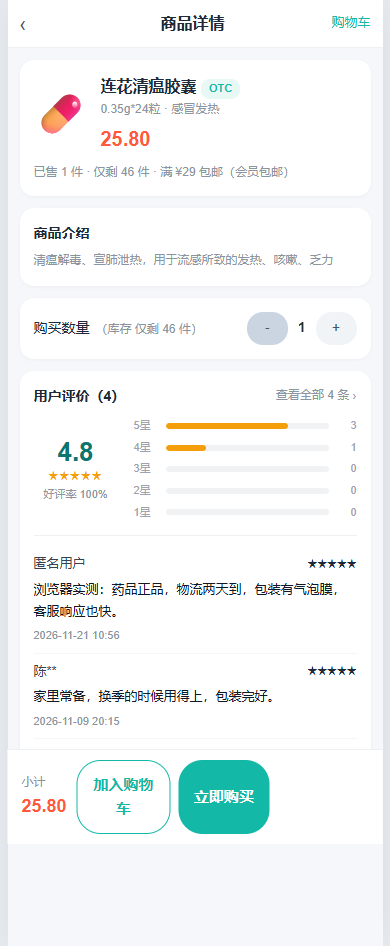 ‹ 商品详情 购物车
连花清瘟胶囊 OTC
0.35g*24粒 · 感冒发热
25.80
已售 1 件 · 仅剩 46 件 · 满 ¥29 包邮（会员包邮）
商品介绍
清瘟解毒、宣肺泄热，用于流感所致的发热、咳嗽、乏力
购买数量 （库存 仅剩 46 件） - 1 +
用户评价（4） 查看全部 4 条 ›
5星 3
4星 1
3星 0
2星 0
1星 0
4.8
★★★★★
好评率 100%
匿名用户 ★★★★★
浏览器实测：药品正品，物流两天到，包装有气泡膜，
客服响应也快。
2026-11-21 10:56
陈** ★★★★★
家里常备，换季的时候用得上，包装完好。
2026-11-09 20:15
小计
25.80
加入购物
车
立即购买